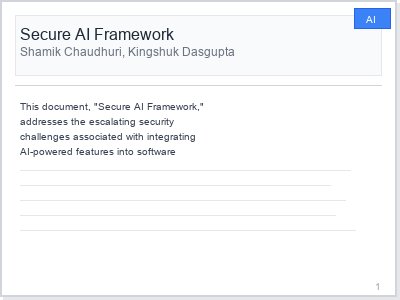 AI
Secure AI Framework
Shamik Chaudhuri, Kingshuk Dasgupta
This document, "Secure AI Framework,"
addresses the escalating security
challenges associated with integrating
AI-powered features into software
1